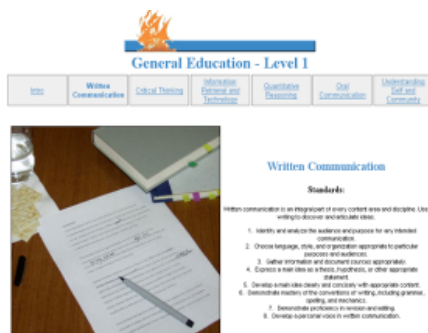 General Education - Level 1
Intro
Written
Communication
Critical Thinking
Information
Retrieval and
Technology
Quantitative
Reasoning
Oral
Communication
Understanding
Self and
Community
Written Communication
Standards:
Written communication is an integral part of every content area and discipline. Use
writing to discover and articulate ideas.
1. Identify and analyze the audience and purpose for any intended
communication.
2. Choose language, style, and organization appropriate to particular
purposes and audiences.
3. Gather information and document sources appropriately.
4. Express a main idea as a thesis, hypothesis, or other appropriate
statement.
5. Develop a main idea clearly and concisely with appropriate content.
6. Demonstrate mastery of the conventions of writing, including grammar,
spelling, and mechanics.
7. Demonstrate proficiency in revision and editing.
8. Develop a personal voice in written communication.